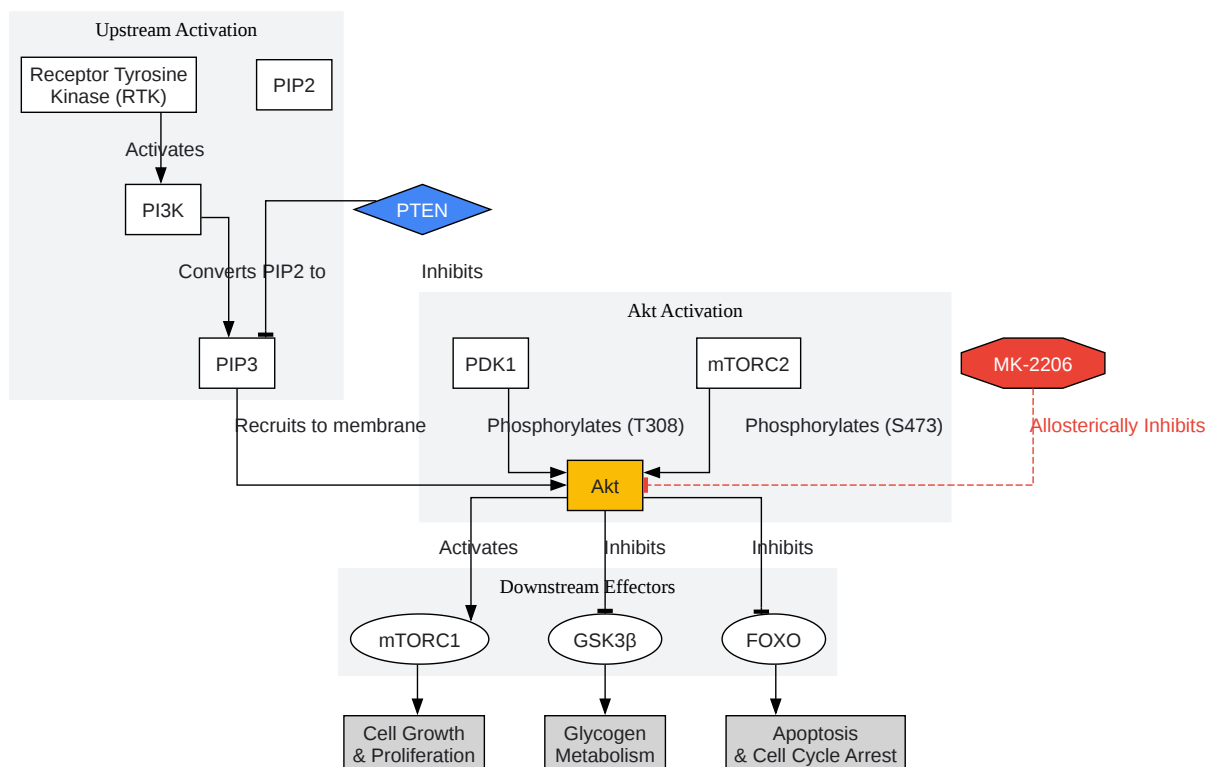 Upstream Activation
Receptor Tyrosine
Kinase (RTK)
PIP2
Activates
PI3K
PTEN
Converts PIP2 to
Inhibits
Akt Activation
PIP3
PDK1
mTORC2
MK-2206
Recruits to membrane
Phosphorylates (T308)
Phosphorylates (S473)
Allosterically Inhibits
Akt
Activates
Inhibits
Inhibits
Downstream Effectors
mTORC1
GSK3β
FOXO
Cell Growth
& Proliferation
Glycogen
Metabolism
Apoptosis
& Cell Cycle Arrest